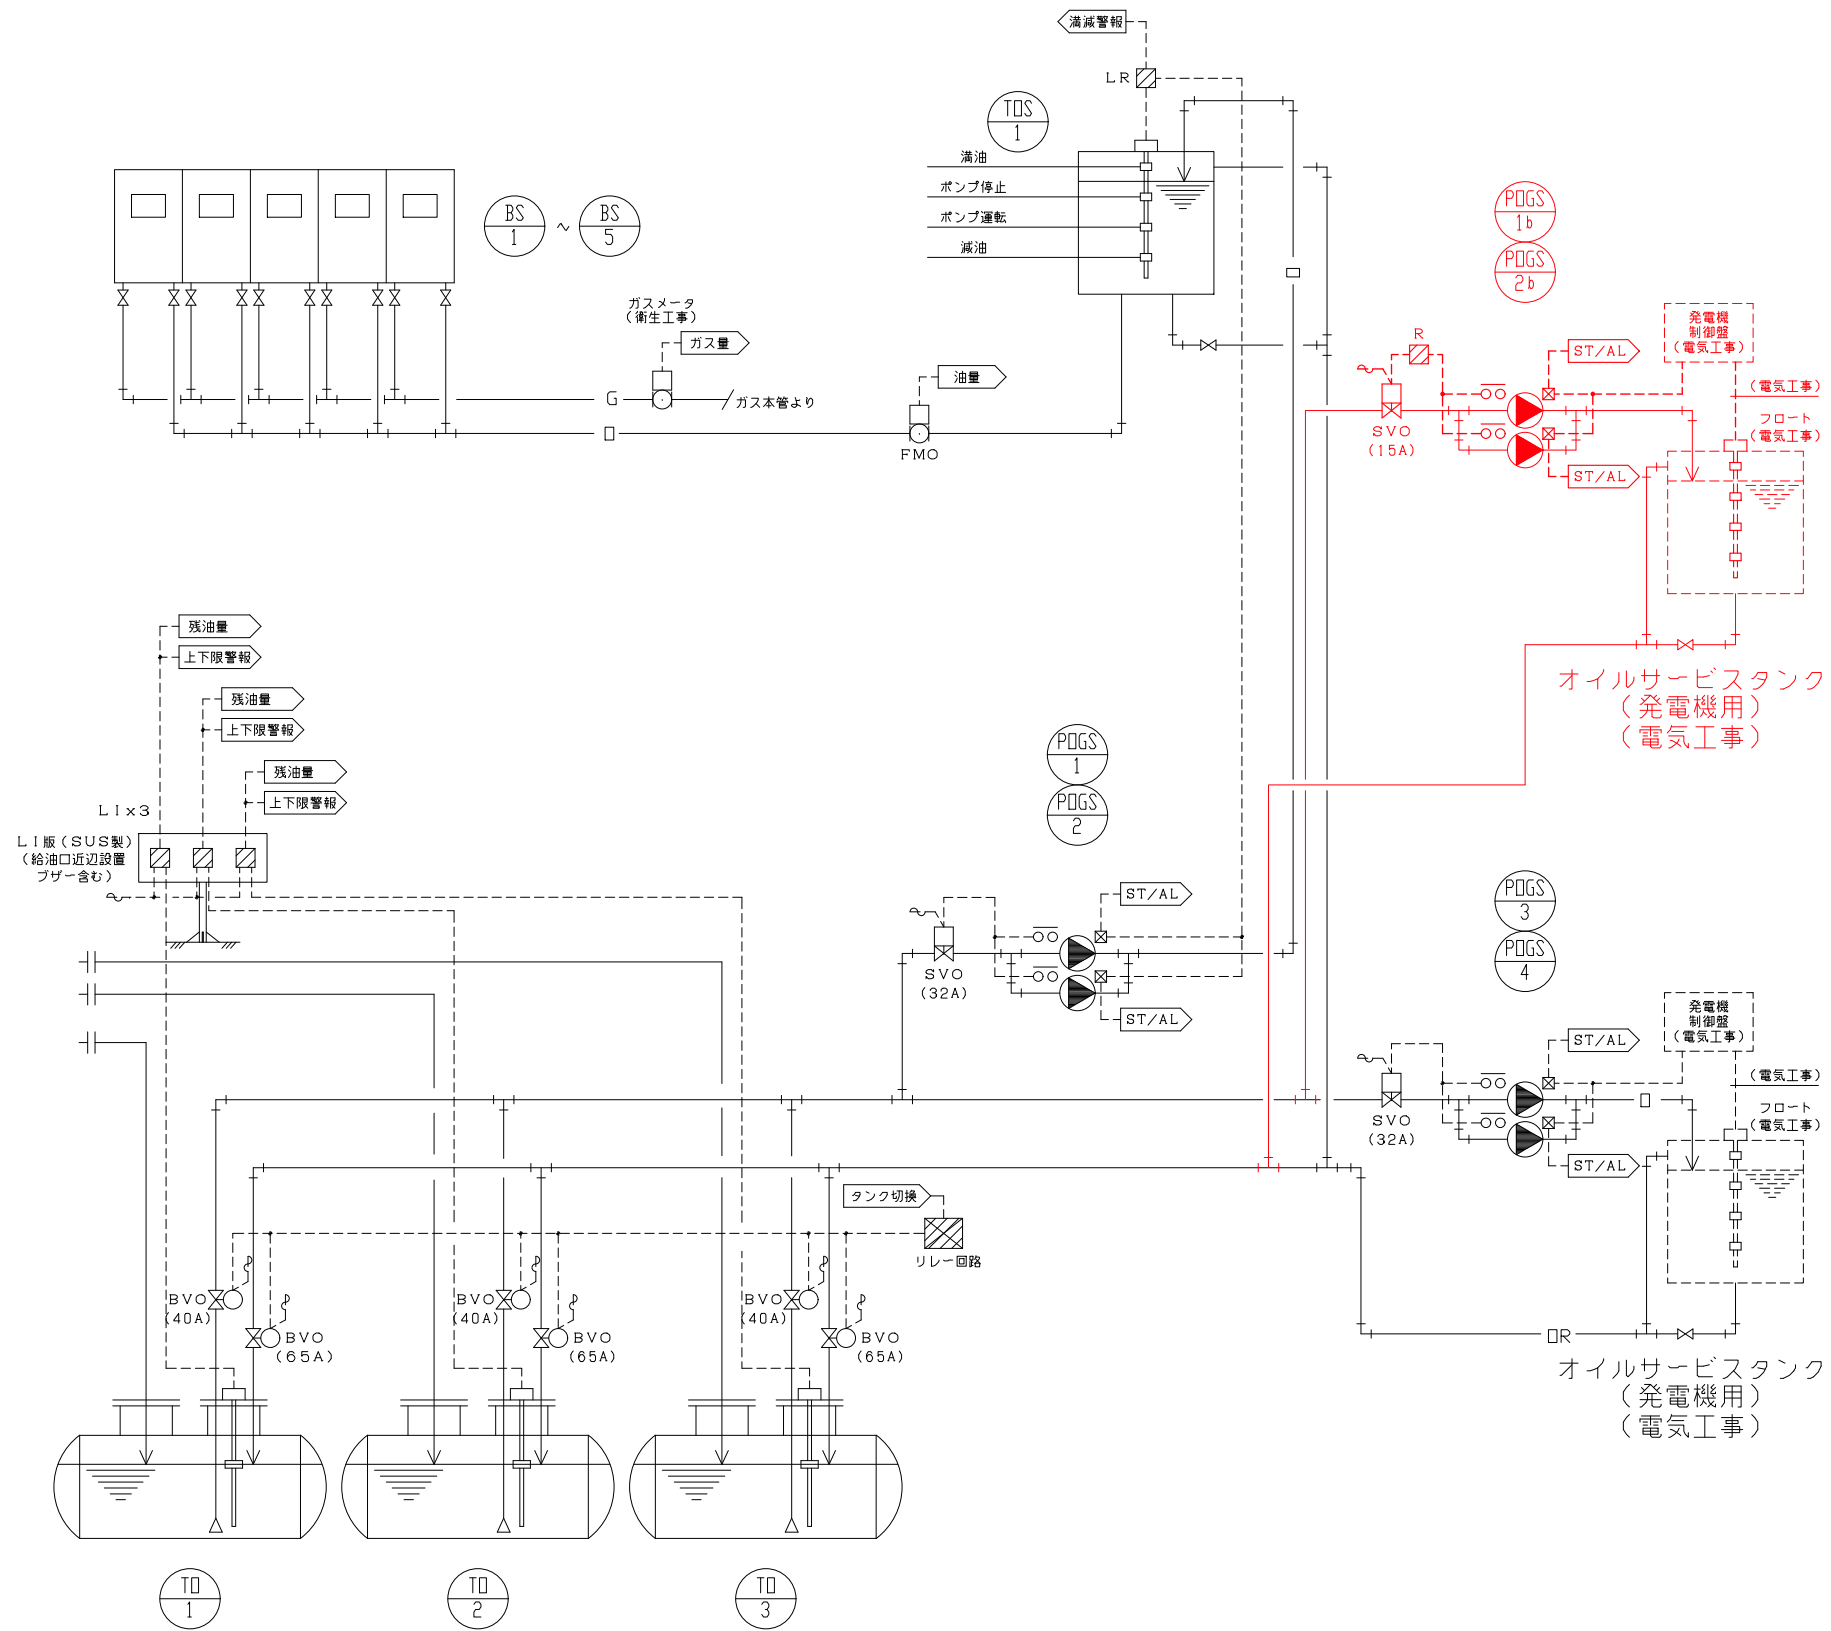 満減警報
LR
TOS
1
満油
ポンプ停止
ポンプ運転
減油
BS
1
~
BS
5
ガスメータ
(衛生工事)
ガス量
油量
G
ガス本管より
O
FMO
O
POGS
1b
POGS
2b
発電機
制御盤
(電気工事)
R
ST/AL
(電気工事)
フロート
(電気工事)
SVO
(15A)
ST/AL
オイルサービスタンク
(発電機用)
(電気工事)
残油量
上下限警報
残油量
上下限警報
残油量
上下限警報
LIx3
LI版(SUS製)
(給油口近辺設置
ブザー含む)
POGS
1
POGS
2
ST/AL
SVO
(32A)
ST/AL
POGS
3
POGS
4
発電機
制御盤
(電気工事)
ST/AL
(電気工事)
フロート
(電気工事)
O
SVO
(32A)
ST/AL
タンク切換
リレー回路
BVO
(40A)
BVO
(65A)
BVO
(40A)
BVO
(65A)
BVO
(40A)
BVO
(65A)
OR
オイルサービスタンク
(発電機用)
(電気工事)
TO
1
TO
2
TO
3